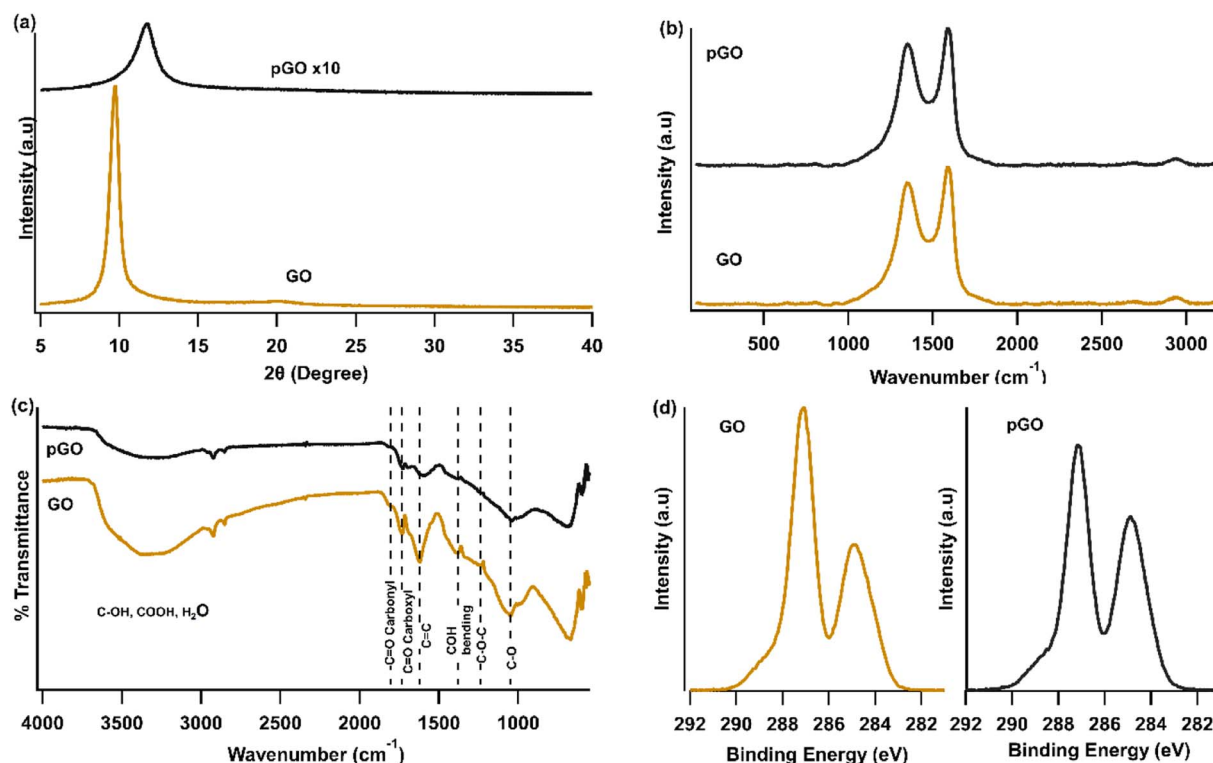 (a)
pGO x10
GO
Intensity (a.u)
5 10 15 20 25 30 35 40
2θ (Degree)
(b)
pGO
GO
Intensity (a.u)
500 1000 1500 2000 2500 3000
Wavenumber (cm⁻¹)
(c)
pGO
GO
% Transmittance
C-OH, COOH, H₂O
C=O Carbonyl
C=O Carboxyl
C=C
COH
bending
C-O-C
C-O
4000 3500 3000 2500 2000 1500 1000
Wavenumber (cm⁻¹)
(d)
GO
Intensity (a.u)
292 290 288 286 284 282
Binding Energy (eV)
pGO
Intensity (a.u)
92 290 288 286 284 282
Binding Energy (eV)